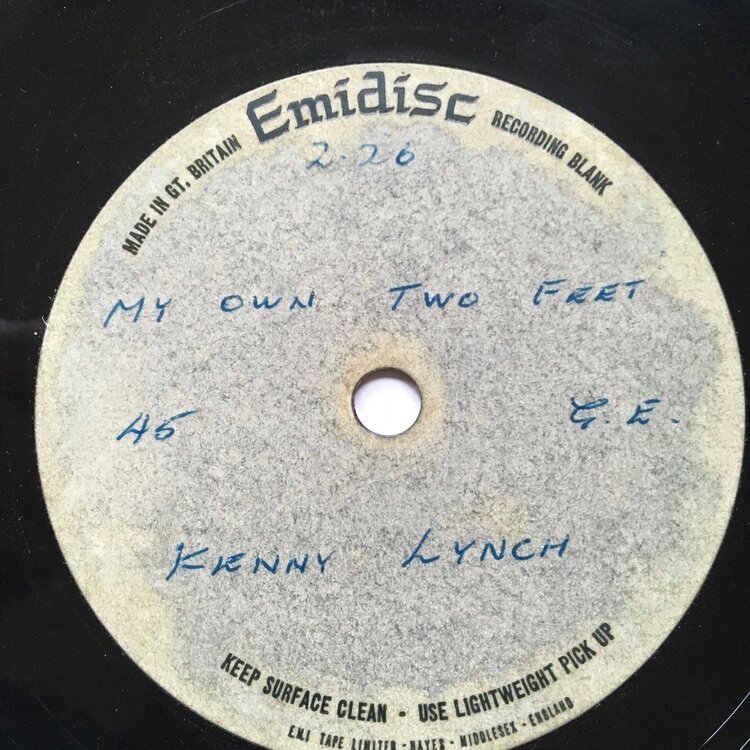 Emidisc
MADE IN GT. BRITAIN
RECORDING BLANK
2.26
MY OWN TWO FEET
45
G.E.
KENNY LYNCH
KEEP SURFACE CLEAN - USE LIGHTWEIGHT PICK UP
E.M.I TAPE LIMITED - HAYES - MIDDLESEX - ENGLAND